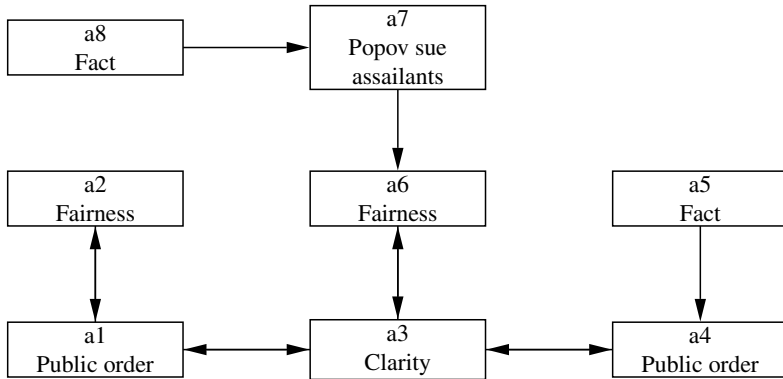 a8
Fact
a7
Popov sue
assailants
a2
Fairness
a6
Fairness
a5
Fact
a1
Public order
a3
Clarity
a4
Public order